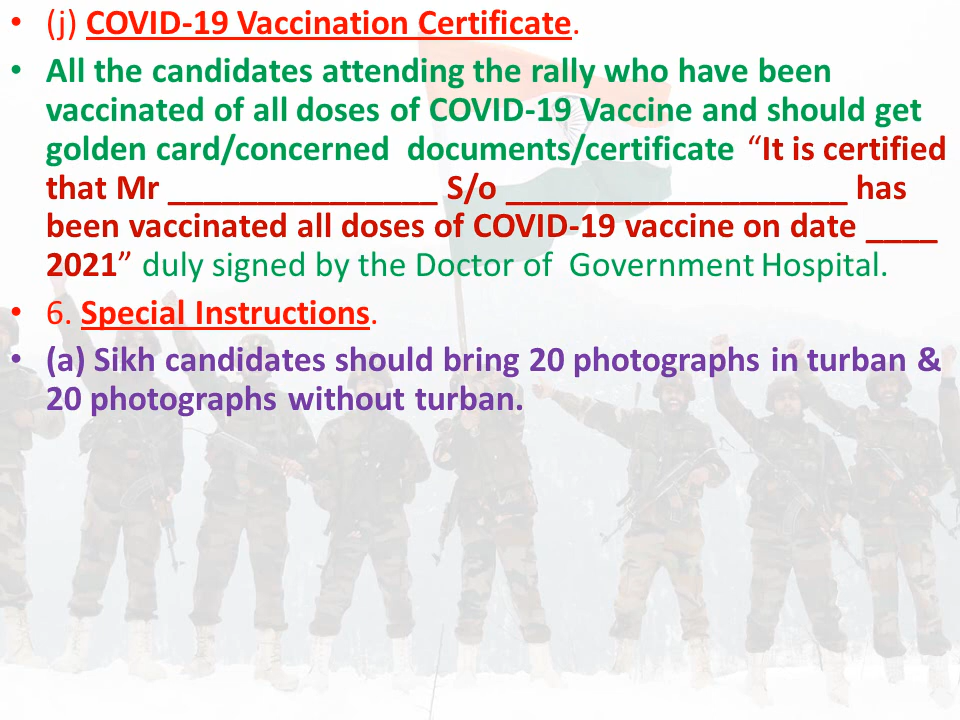 • (j) COVID-19 Vaccination Certificate.
• All the candidates attending the rally who have been
vaccinated of all doses of COVID-19 Vaccine and should get
golden card/concerned documents/certificate “It is certified
that Mr _______________ S/o ___________________ has
been vaccinated all doses of COVID-19 vaccine on date ____
2021” duly signed by the Doctor of Government Hospital.
• 6. Special Instructions.
• (a) Sikh candidates should bring 20 photographs in turban &
20 photographs without turban.